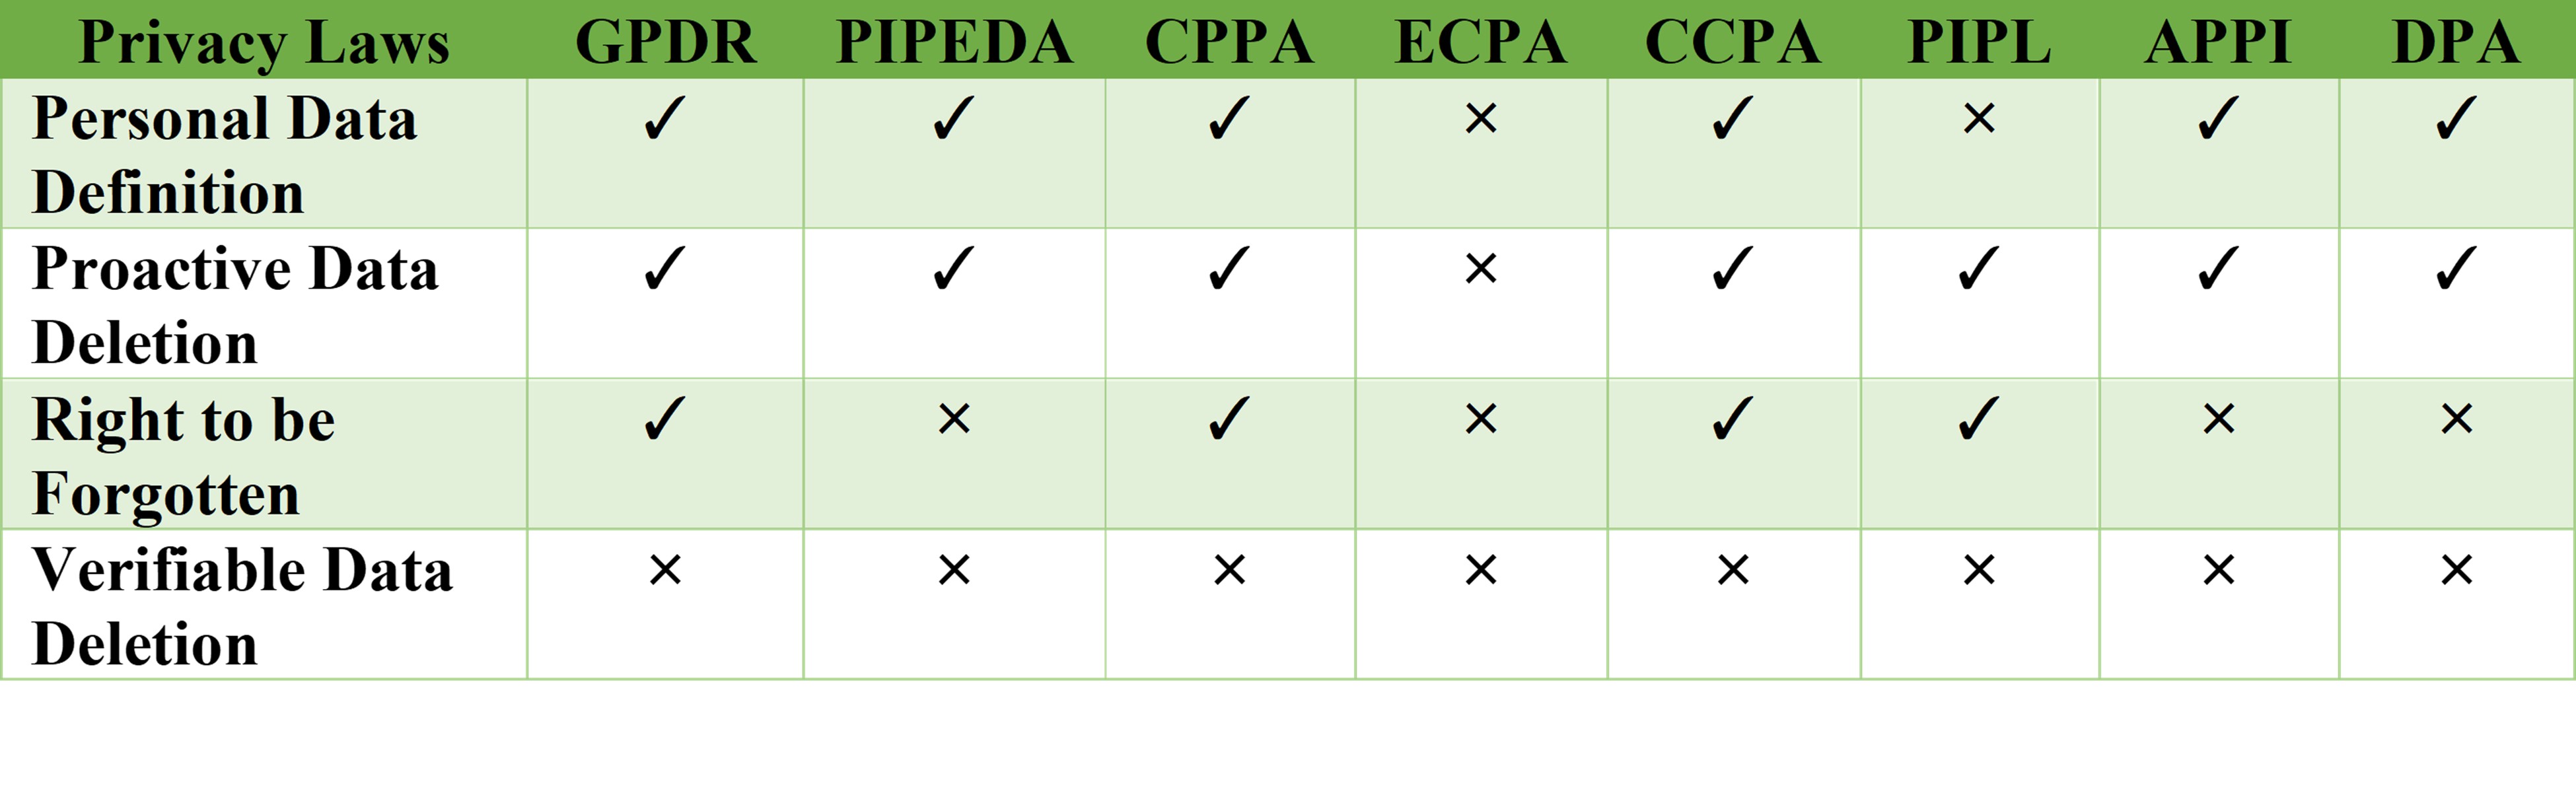 Privacy Laws GPDR PIPEDA CPPA ECPA CCPA PIPL APPI DPA
Personal Data ✓ ✓ ✓ × ✓ × ✓ ✓
Definition
Proactive Data ✓ ✓ ✓ × ✓ ✓ ✓ ✓
Deletion
Right to be ✓ × ✓ × ✓ ✓ × ×
Forgotten
Verifiable Data × × × × × × × ×
Deletion